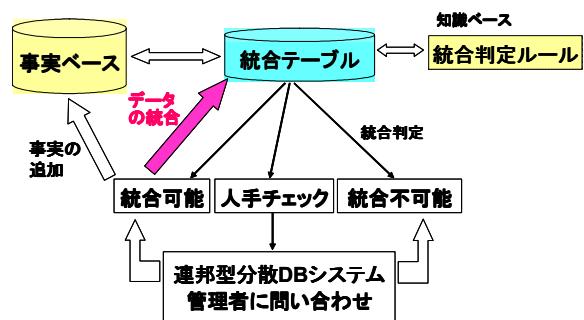 知識ベース
事実ベース
統合テーブル
統合判定ルール
データ
の統合
事実の
追加
統合判定
統合可能
人手チェック
統合不可能
連邦型分散DBシステム
管理者に問い合わせ